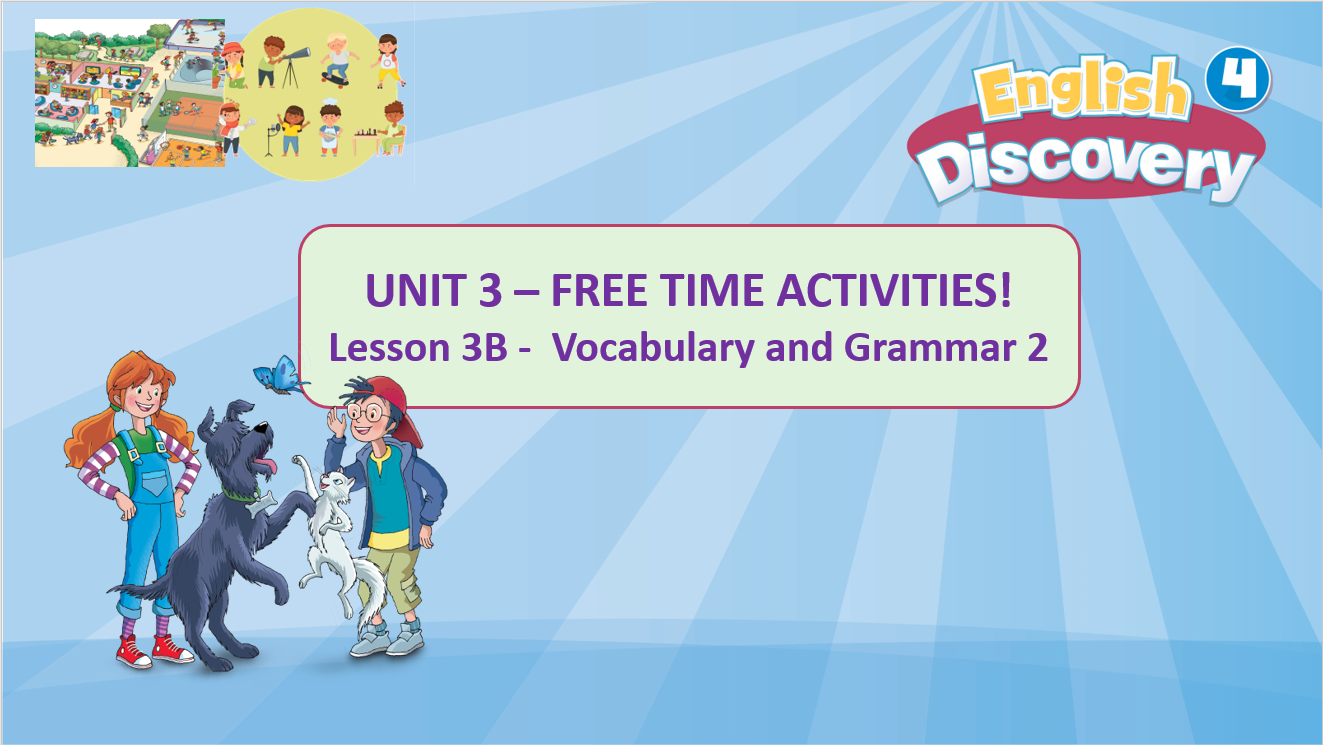 English 4
Discovery
UNIT 3 – FREE TIME ACTIVITIES!
Lesson 3B - Vocabulary and Grammar 2